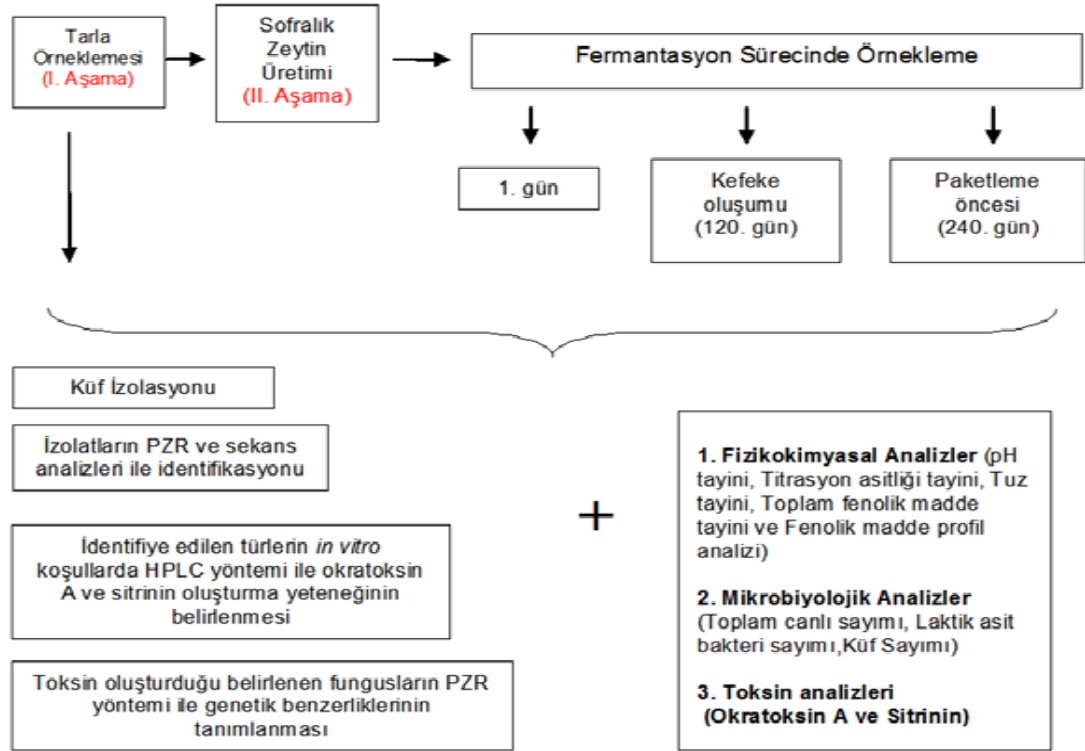 Tarla
Örneklemesi
(I. Aşama)
Sofralık
Zeytin
Üretimi
(II. Aşama)
Fermantasyon Sürecinde Örnekleme
1. gün
Kefeke
oluşumu
(120. gün)
Paketleme
öncesi
(240. gün)
Küf İzolasyonu
İzolatların PZR ve sekans
analizleri ile identifikasyonu
İdentifiye edilen türlerin in vitro
koşullarda HPLC yöntemi ile okratoksin
A ve sitrinin oluşturma yeteneğinin
belirlenmesi
Toksin oluşturduğu belirlenen fungusların PZR
yöntemi ile genetik benzerliklerinin
tanımlanması
+
1. Fizikokimyasal Analizler (pH
tayini, Titrasyon asitliği tayini, Tuz
tayini, Toplam fenolik madde
tayini ve Fenolik madde profil
analizi)
2. Mikrobiyolojik Analizler
(Toplam canlı sayımı, Laktik asit
bakteri sayımı,Küf Sayımı)
3. Toksin analizleri
(Okratoksin A ve Sitrinin)